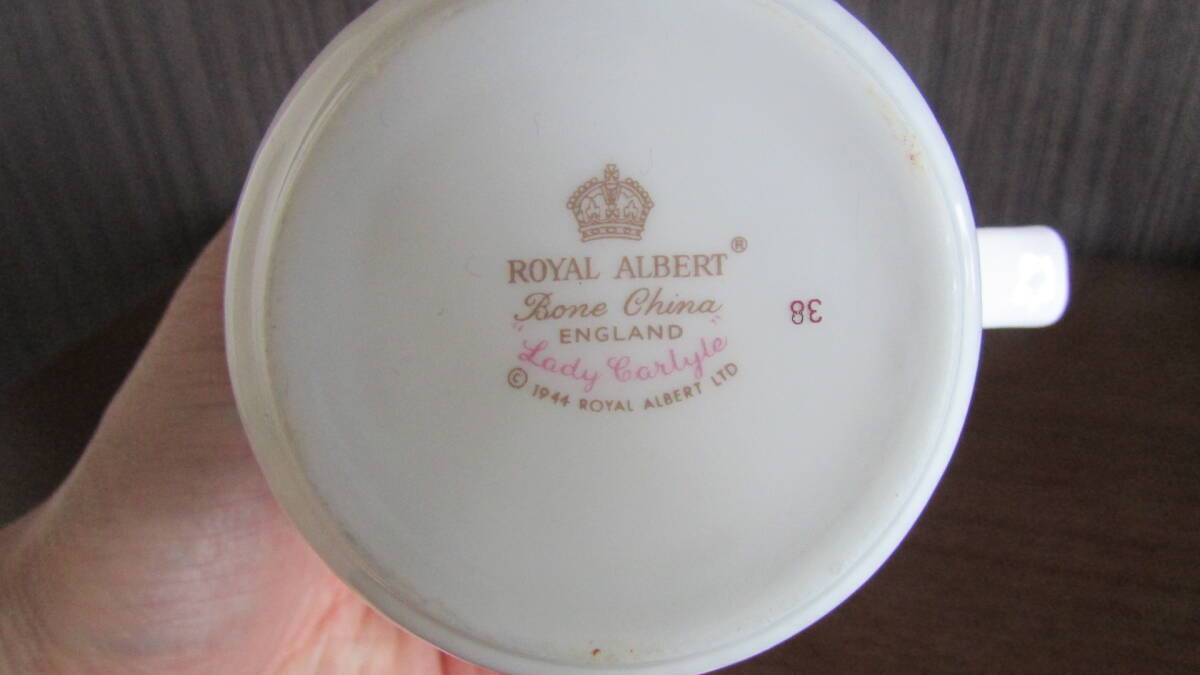 ROYAL ALBERT®
Bone China
ENGLAND
"Lady Carlyle"
© 1944 ROYAL ALBERT LTD
38